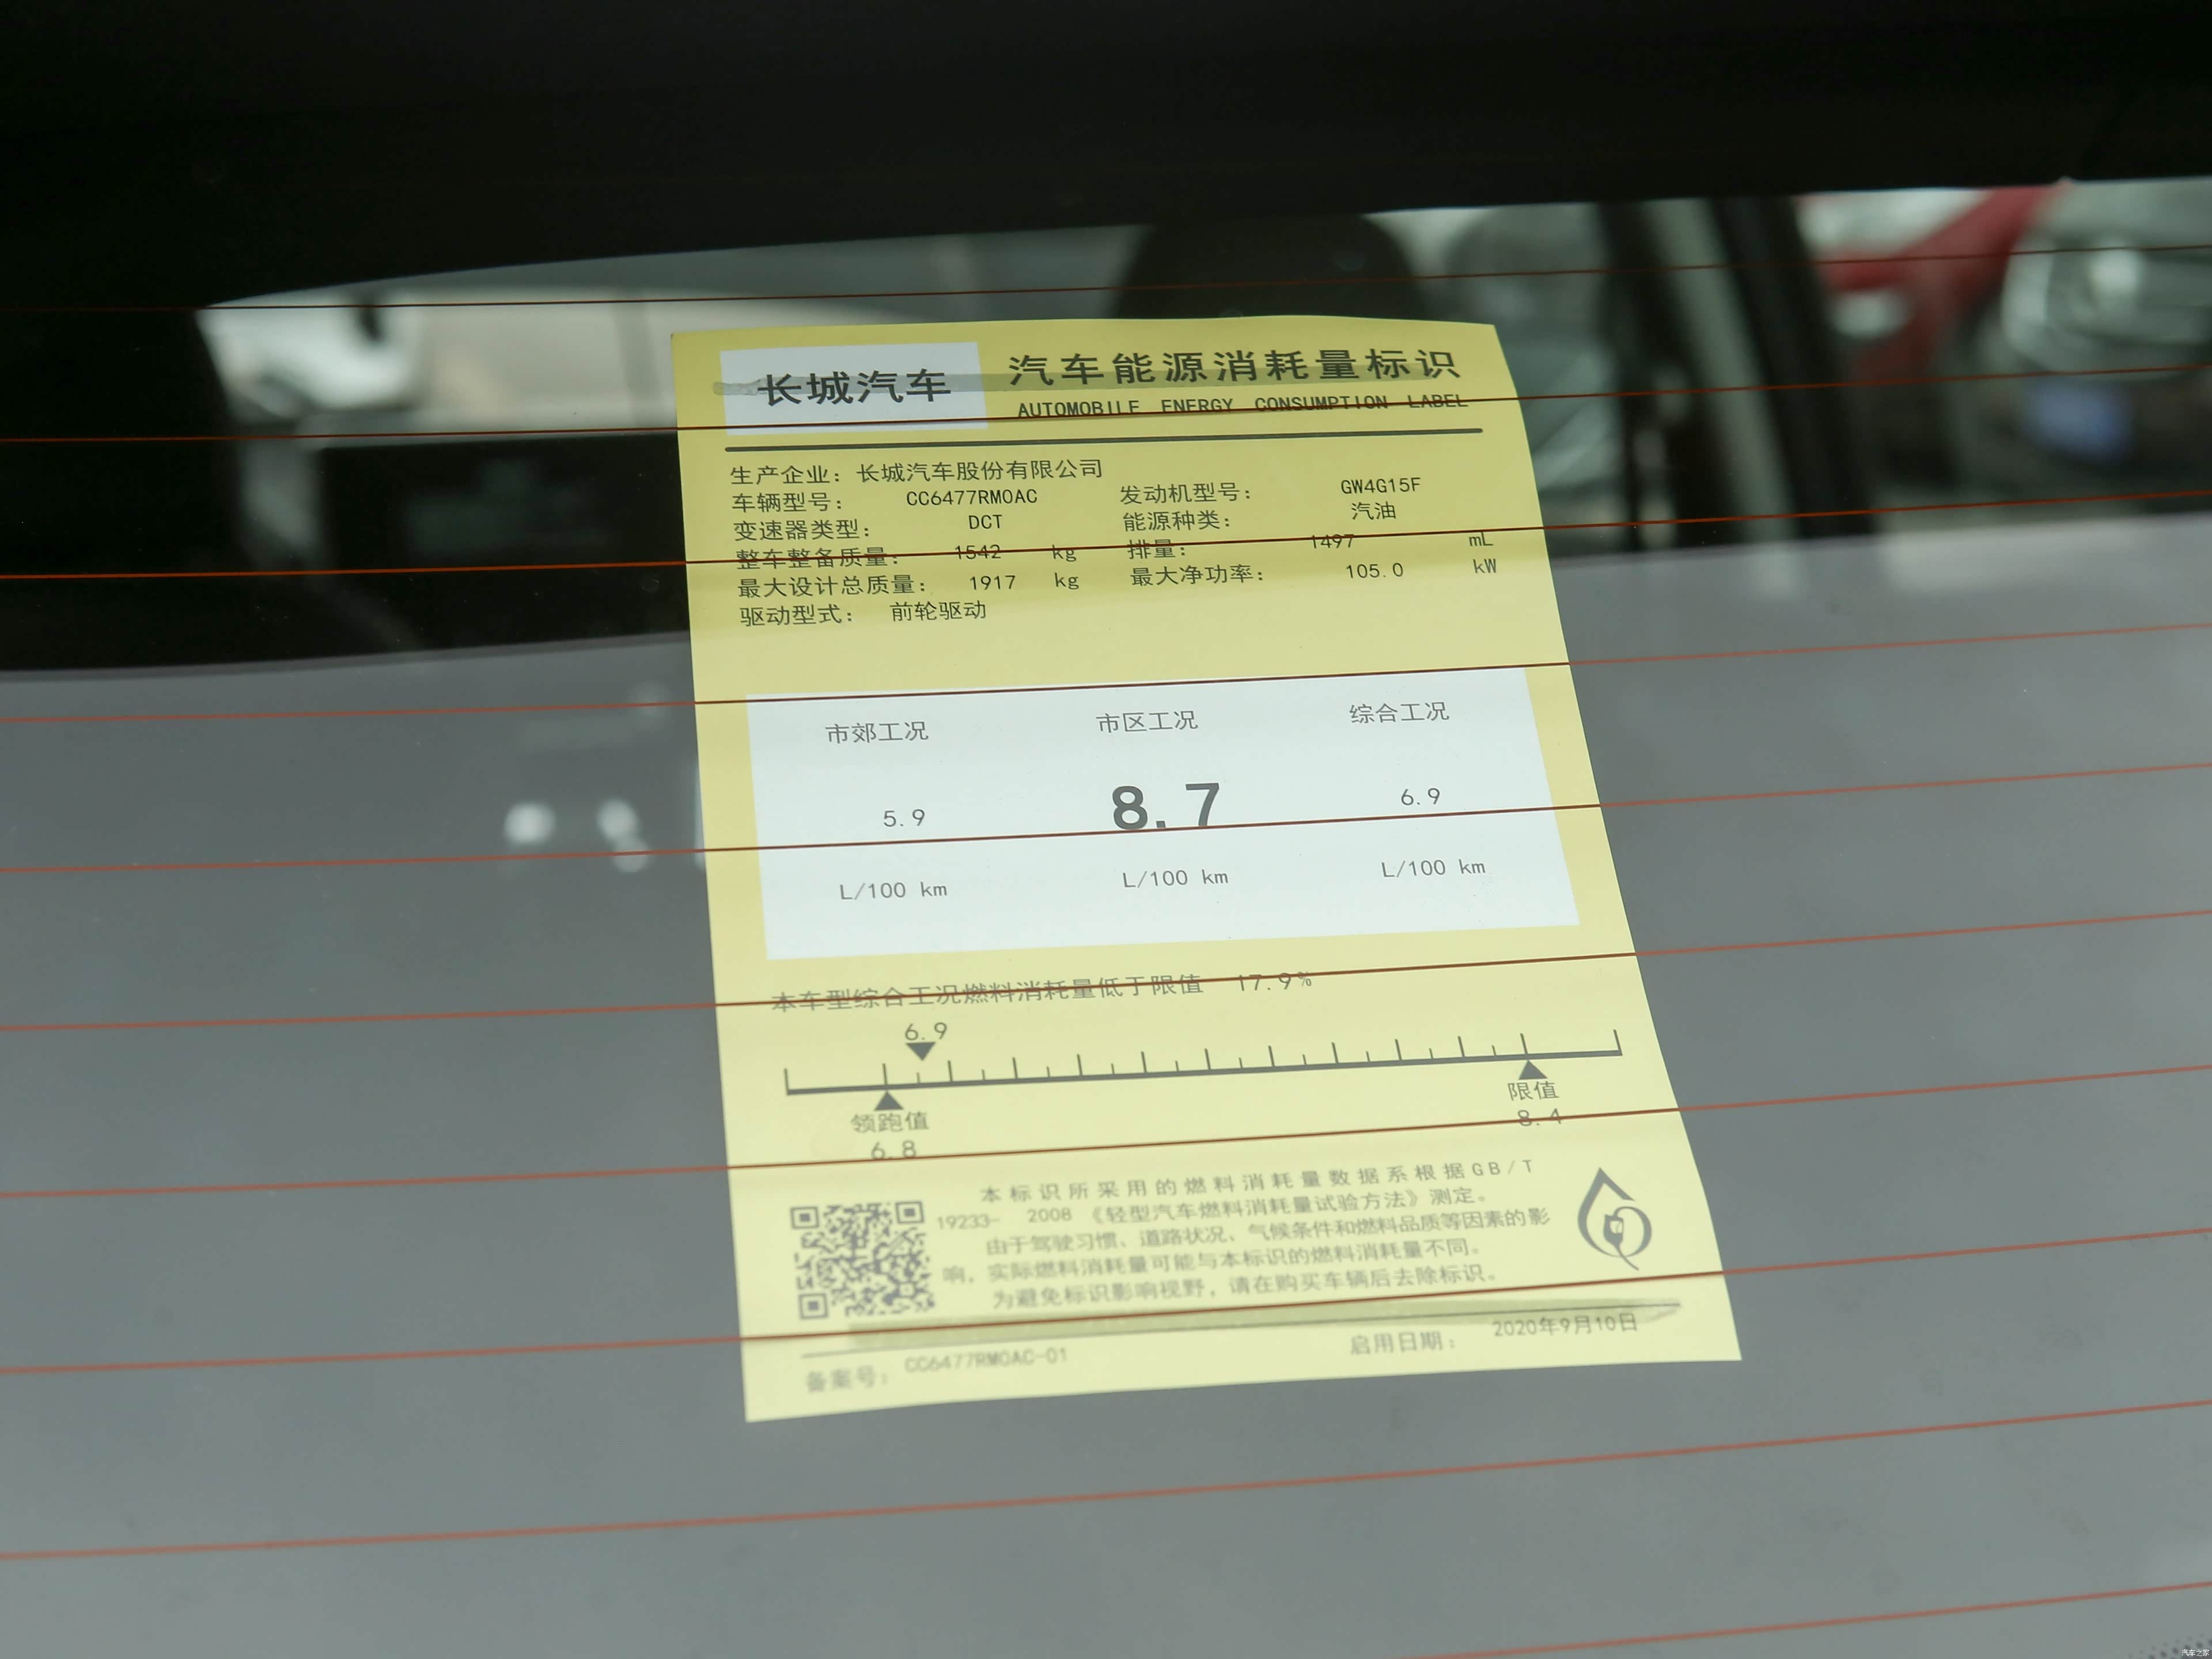 长城汽车 汽车能源消耗量标识
AUTOMOBILE ENERGY CONSUMPTION LABEL
生产企业: 长城汽车股份有限公司
车辆型号: CC6477RM0AC 发动机型号: GW4G15F
变速器类型: DCT 能源种类: 汽油
整车整备质量: 1542 kg 排量: 1497 mL
最大设计总质量: 1917 kg 最大净功率: 105.0 kW
驱动型式: 前轮驱动
市郊工况 市区工况 综合工况
5.9 8.7 6.9
L/100 km L/100 km L/100 km
本车型综合工况燃料消耗量低于限值 17.9%
6.9
领跑值 限值
6.8 8.4
本标识所采用的燃料消耗量数据系根据GB/T
19233- 2008《轻型汽车燃料消耗量试验方法》测定。
由于驾驶习惯、道路状况、气候条件和燃料品质等因素的影
响，实际燃料消耗量可能与本标识的燃料消耗量不同。
为避免标识影响视野，请在购买车辆后去除标识。
备案号: CC6477RM0AC-01 启用日期: 2020年9月10日
汽车之家